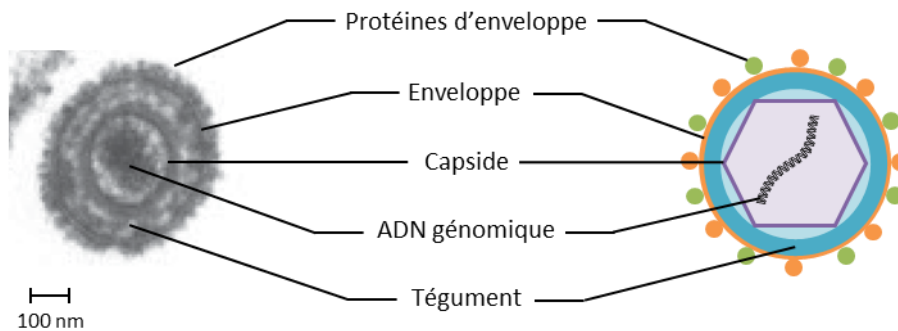 Protéines d’enveloppe
Enveloppe
Capside
ADN génomique
Tégument
100 nm